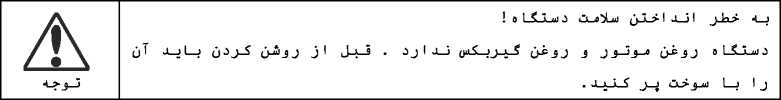 به خطر انداختن سلامت دستگاه!
دستگاه روغن موتور و روغن گیربکس ندارد . قبل از روشن کردن باید آن
را با سوخت پر کنید.
توجه